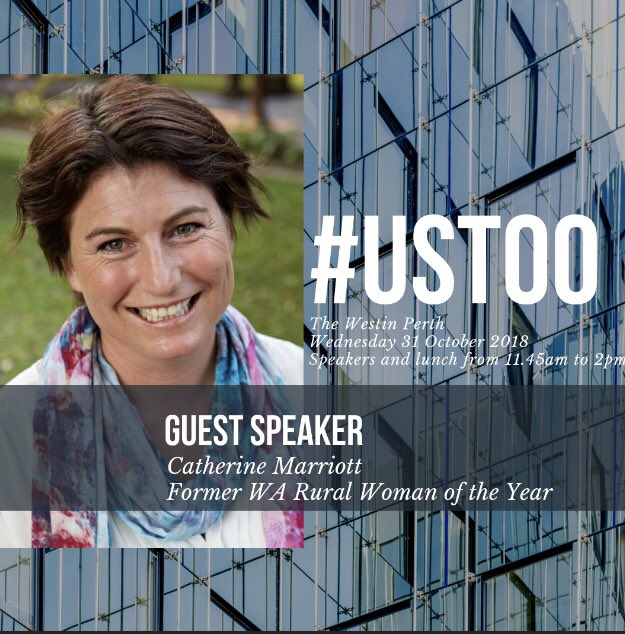 #USTOO
The Westin Perth
Wednesday 31 October 2018
Speakers and lunch from 11.45am to 2pm
GUEST SPEAKER
Catherine Marriott
Former WA Rural Woman of the Year